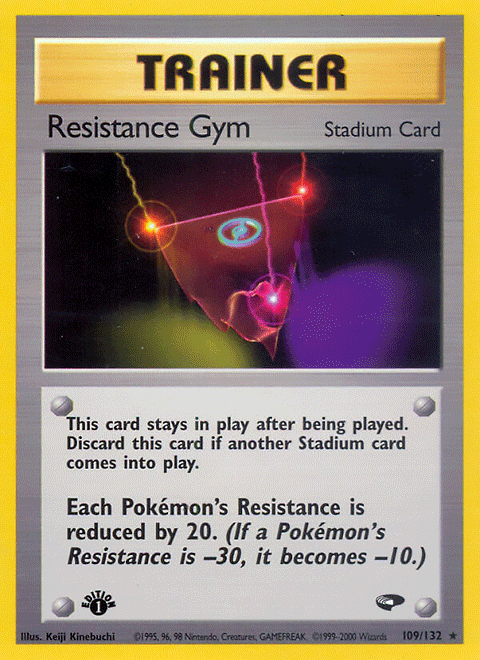 TRAINER
Resistance Gym Stadium Card
This card stays in play after being played.
Discard this card if another Stadium card
comes into play.
Each Pokémon's Resistance is
reduced by 20. (If a Pokémon's
Resistance is –30, it becomes –10.)
EDITION
1
Illus. Keiji Kinebuchi ©1995, 96, 98 Nintendo, Creatures, GAMEFREAK. ©1999–2000 Wizards 109/132 ★